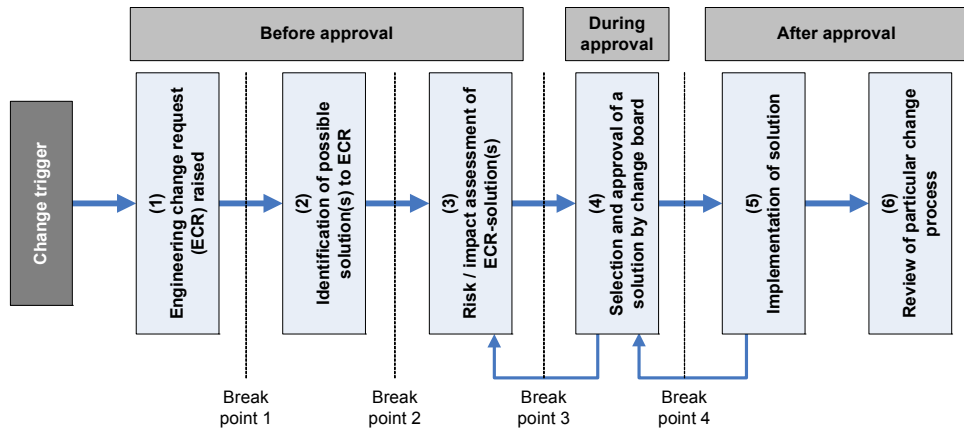 Before approval
During
approval
After approval
Change trigger
(1)
Engineering change request
(ECR) raised
(2)
Identification of possible
solution(s) to ECR
(3)
Risk / impact assessment of
ECR-solution(s)
(4)
Selection and approval of a
solution by change board
(5)
Implementation of solution
(6)
Review of particular change
process
Break
point 1
Break
point 2
Break
point 3
Break
point 4